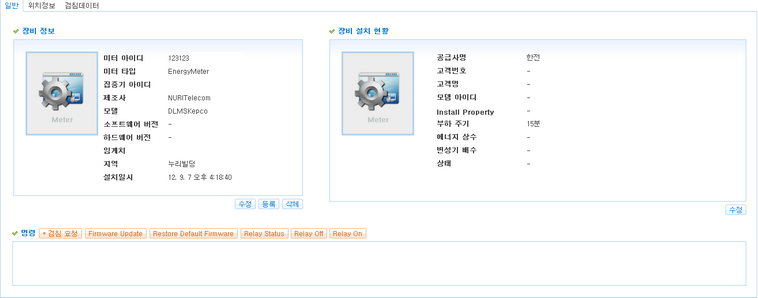 일반 위치정보 검침데이터
장비 정보
미터 아이디 123123
미터 타입 EnergyMeter
집중기 아이디
제조사 NURITelecom
모델 DLMSKepco
소프트웨어 버전 -
하드웨어 버전 -
임계치
지역 누리빌딩
설치일시 12. 9. 7 오후 4:18:40
Meter
수정 등록 삭제
장비 설치 현황
공급사명 한전
고객번호 -
고객명 -
모뎀 아이디 -
Install Property -
부하 주기 15분
에너지 상수 -
변성기 배수 -
상태 -
Meter
수정
명령 + 검침 요청 Firmware Update Restore Default Firmware Relay Status Relay Off Relay On